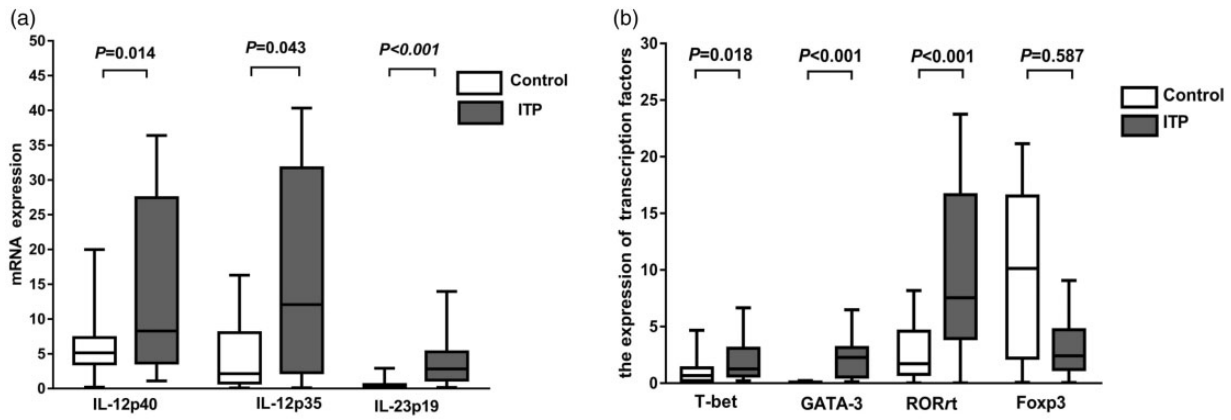 (a)
50
45
40
35
30
25
20
15
10
5
0
mRNA expression
P=0.014
P=0.043
P<0.001
Control
ITP
IL-12p40
IL-12p35
IL-23p19
(b)
30
25
20
15
10
5
0
the expression of transcription factors
P=0.018
P<0.001
P<0.001
P=0.587
Control
ITP
T-bet
GATA-3
RORrt
Foxp3